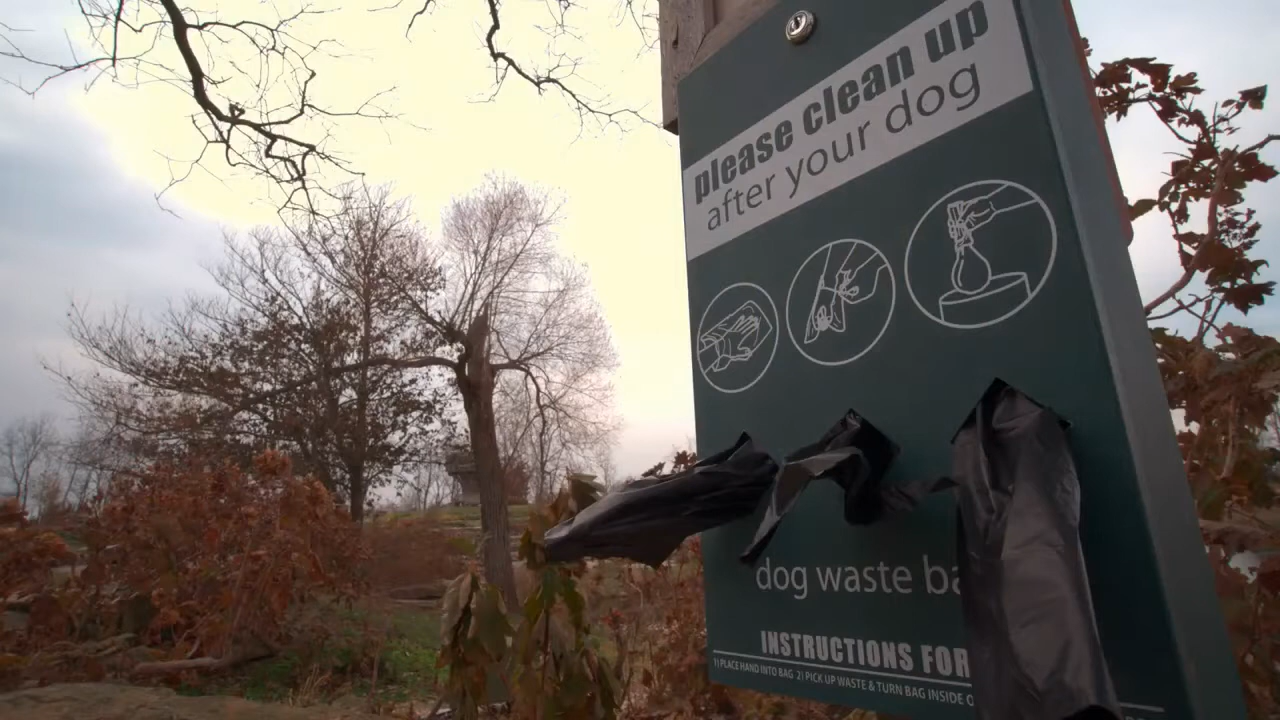 please clean up
after your dog
dog waste ba
INSTRUCTIONS FOR
1) PLACE HAND INTO BAG 2) PICK UP WASTE & TURN BAG INSIDE O